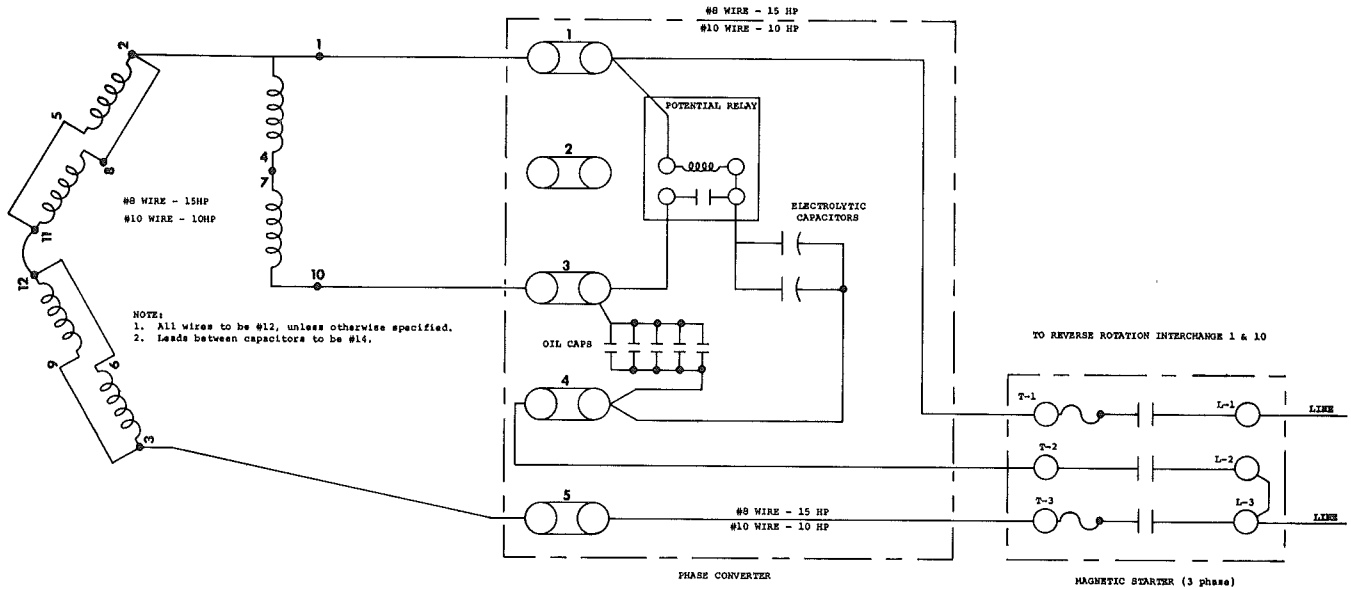 #8 WIRE - 15 HP
#10 WIRE - 10 HP
2
1
1
5
POTENTIAL RELAY
4
7
8
2
#8 WIRE - 15HP
#10 WIRE - 10HP
ELECTROLYTIC
CAPACITORS
11
12
10
3
NOTE:
1. All wires to be #12, unless otherwise specified.
2. Leads between capacitors to be #14.
OIL CAPS
TO REVERSE ROTATION INTERCHANGE 1 & 10
9
6
4
T-1
L-1
LINE
3
T-2
L-2
5
#8 WIRE - 15 HP
#10 WIRE - 10 HP
T-3
L-3
LINE
PHASE CONVERTER
MAGNETIC STARTER (3 phase)